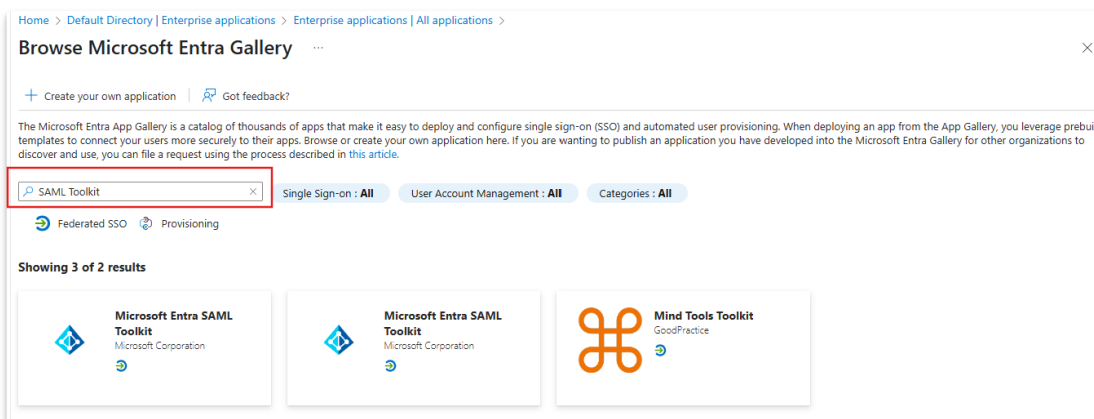 Home > Default Directory | Enterprise applications > Enterprise applications | All applications >
Browse Microsoft Entra Gallery ...
Create your own application
Got feedback?
The Microsoft Entra App Gallery is a catalog of thousands of apps that make it easy to deploy and configure single sign-on (SSO) and automated user provisioning. When deploying an app from the App Gallery, you leverage prebui
templates to connect your users more securely to their apps. Browse or create your own application here. If you are wanting to publish an application you have developed into the Microsoft Entra Gallery for other organizations to
discover and use, you can file a request using the process described in this article.
SAML Toolkit
Single Sign-on : All
User Account Management : All
Categories : All
Federated SSO
Provisioning
Showing 3 of 2 results
Microsoft Entra SAML
Toolkit
Microsoft Corporation
Microsoft Entra SAML
Toolkit
Microsoft Corporation
Mind Tools Toolkit
GoodPractice